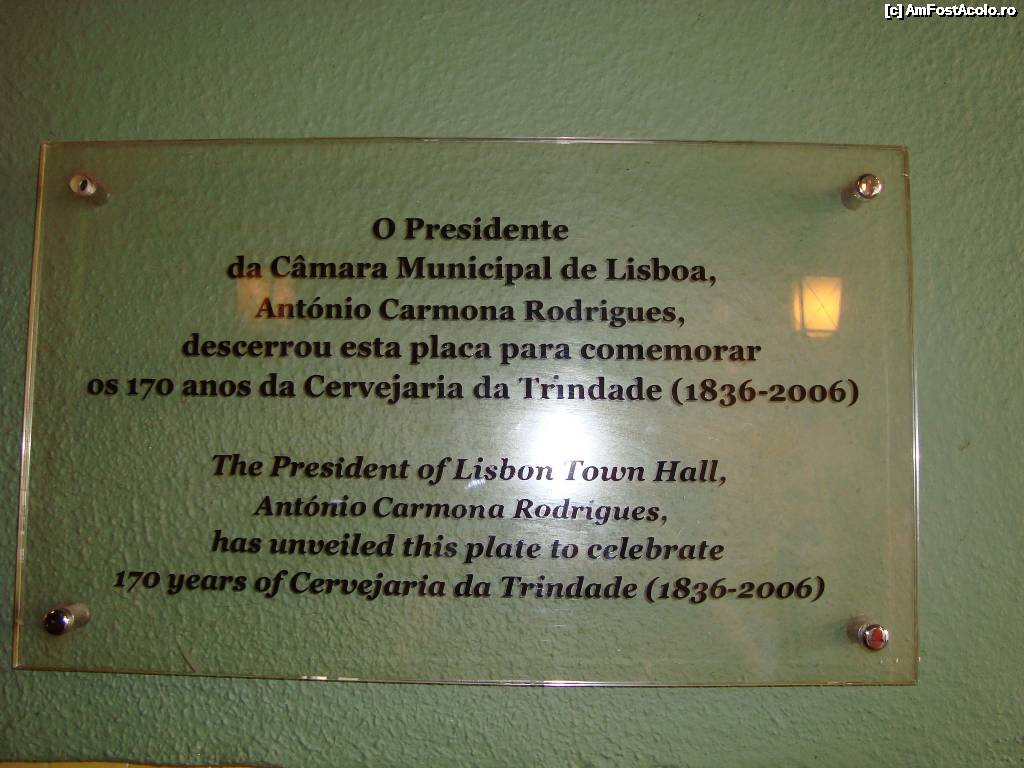 [c] AmFostAcolo.ro
O Presidente
da Câmara Municipal de Lisboa,
António Carmona Rodrigues,
descerrou esta placa para comemorar
os 170 anos da Cervejaria da Trindade (1836-2006)
The President of Lisbon Town Hall,
António Carmona Rodrigues,
has unveiled this plate to celebrate
170 years of Cervejaria da Trindade (1836-2006)